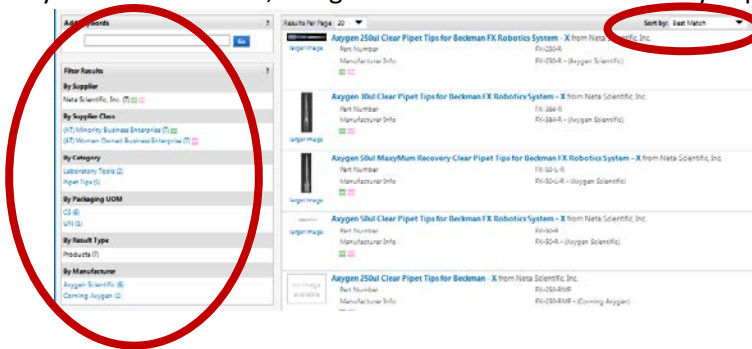 Add Keywords ?
Go
Filter Results ?
By Supplier
Neta Scientific, Inc. (7)
By Supplier Class
(AT) Minority Business Enterprise (7)
(AT) Women Owned Business Enterprise (7)
By Category
Laboratory Tools (2)
Pipet Tips (5)
By Packaging UOM
CS (6)
UN (1)
By Result Type
Products (7)
By Manufacturer
Axygen Scientific (6)
Corning Axygen (1)
Results Per Page: 20
Sort by: Best Match
Axygen 250ul Clear Pipet Tips for Beckman FX Robotics System - X from Neta Scientific, Inc.
larger image
Part Number FX-250-R
Manufacturer Info FX-250-R - (Axygen Scientific)
Axygen 30ul Clear Pipet Tips for Beckman FX Robotics System - X from Neta Scientific, Inc.
Part Number FX-384-R
Manufacturer Info FX-384-R - (Axygen Scientific)
larger image
Axygen 50ul MaxyMum Recovery Clear Pipet Tips for Beckman FX Robotics System - X from Neta Scientific, Inc.
Part Number FX-50-L-R
Manufacturer Info FX-50-L-R - (Axygen Scientific)
larger image
Axygen 50ul Clear Pipet Tips for Beckman FX Robotics System - X from Neta Scientific, Inc.
larger image
Part Number FX-50-R
Manufacturer Info FX-50-R - (Axygen Scientific)
Axygen 250ul Clear Pipet Tips for Beckman - X from Neta Scientific, Inc.
no image available
Part Number FX-250-RMF
Manufacturer Info FX-250-RMF - (Corning Axygen)